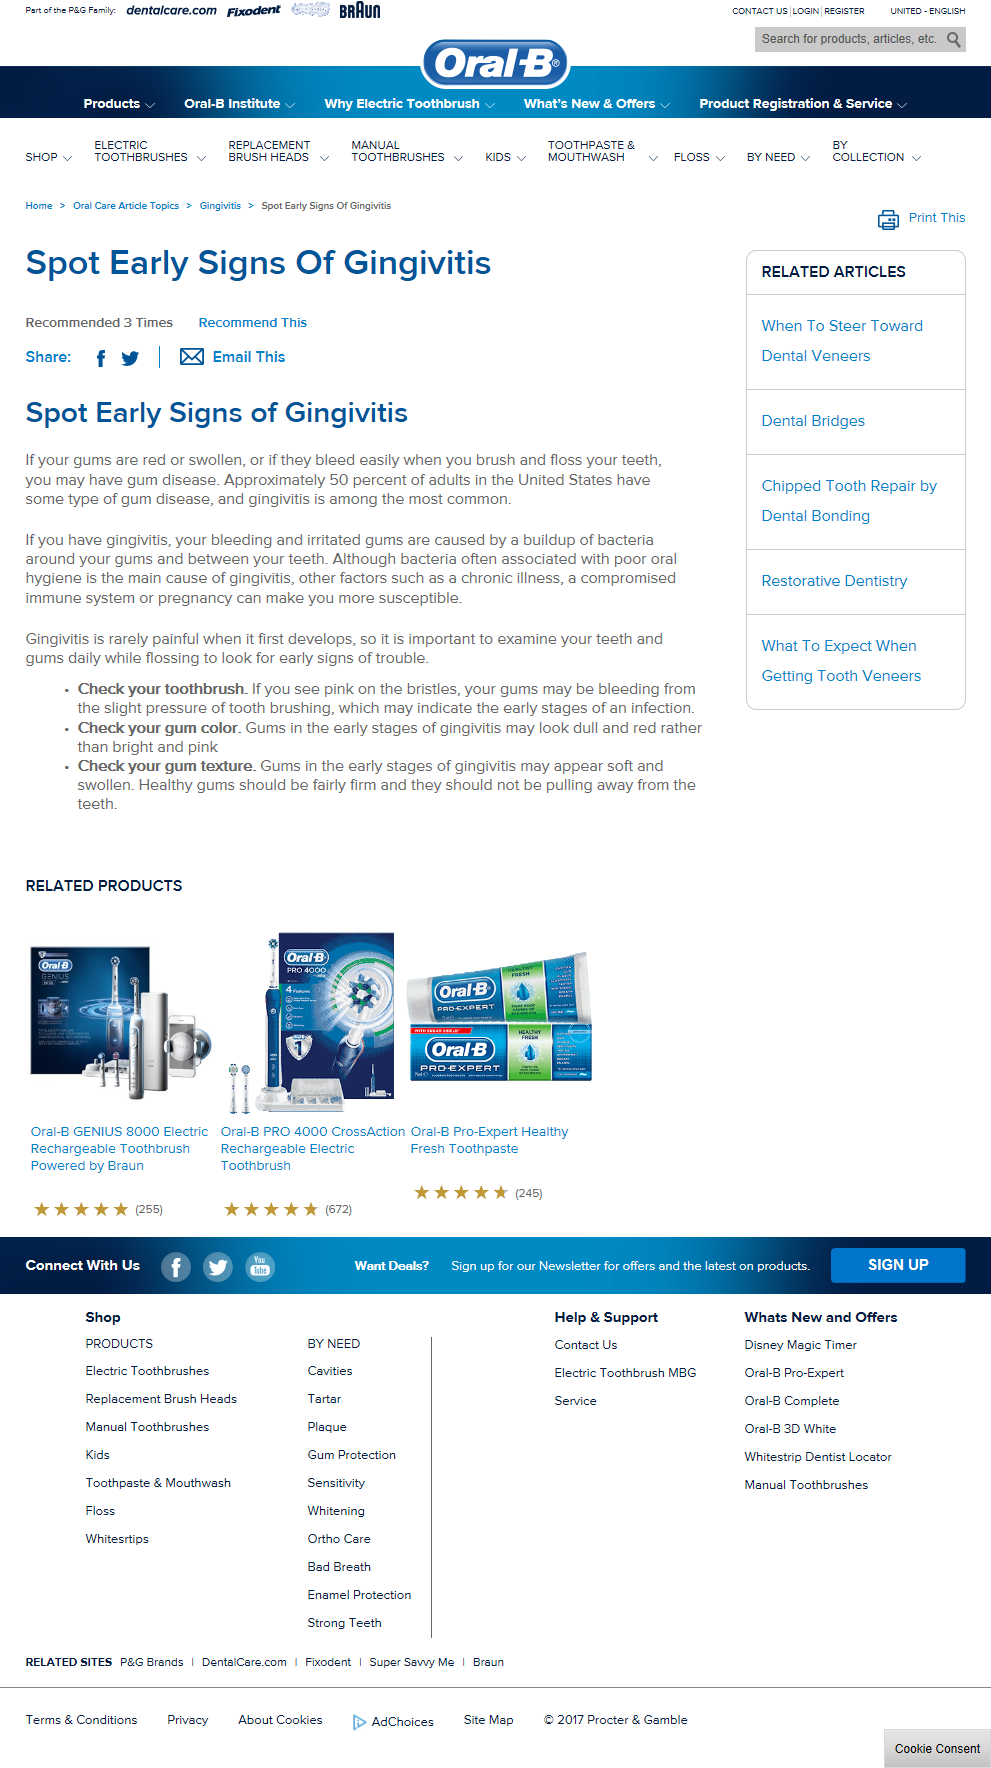 Part of the P&G Family: dentalcare.com Fixodent BRAUN
CONTACT US | LOGIN | REGISTER UNITED - ENGLISH
Search for products, articles, etc.
Oral-B®
Products Oral-B Institute Why Electric Toothbrush What's New & Offers Product Registration & Service
SHOP ELECTRIC TOOTHBRUSHES REPLACEMENT BRUSH HEADS MANUAL TOOTHBRUSHES KIDS TOOTHPASTE & MOUTHWASH FLOSS BY NEED BY COLLECTION
Home > Oral Care Article Topics > Gingivitis > Spot Early Signs Of Gingivitis
Print This
Spot Early Signs Of Gingivitis
Recommended 3 Times Recommend This
Share: Email This
Spot Early Signs of Gingivitis
If your gums are red or swollen, or if they bleed easily when you brush and floss your teeth,
you may have gum disease. Approximately 50 percent of adults in the United States have
some type of gum disease, and gingivitis is among the most common.
If you have gingivitis, your bleeding and irritated gums are caused by a buildup of bacteria
around your gums and between your teeth. Although bacteria often associated with poor oral
hygiene is the main cause of gingivitis, other factors such as a chronic illness, a compromised
immune system or pregnancy can make you more susceptible.
Gingivitis is rarely painful when it first develops, so it is important to examine your teeth and
gums daily while flossing to look for early signs of trouble.
• Check your toothbrush. If you see pink on the bristles, your gums may be bleeding from
the slight pressure of tooth brushing, which may indicate the early stages of an infection.
• Check your gum color. Gums in the early stages of gingivitis may look dull and red rather
than bright and pink
• Check your gum texture. Gums in the early stages of gingivitis may appear soft and
swollen. Healthy gums should be fairly firm and they should not be pulling away from the
teeth.
RELATED ARTICLES
When To Steer Toward
Dental Veneers
Dental Bridges
Chipped Tooth Repair by
Dental Bonding
Restorative Dentistry
What To Expect When
Getting Tooth Veneers
RELATED PRODUCTS
Oral-B
GENIUS
Oral-B
PRO 4000
4 Features
1
Oral-B
PRO-EXPERT
HEALTHY
FRESH
Oral-B
PRO-EXPERT
HEALTHY
FRESH
Oral-B GENIUS 8000 Electric
Rechargeable Toothbrush
Powered by Braun
(255)
Oral-B PRO 4000 CrossAction
Rechargeable Electric
Toothbrush
(672)
Oral-B Pro-Expert Healthy
Fresh Toothpaste
(245)
Connect With Us You Tube Want Deals? Sign up for our Newsletter for offers and the latest on products. SIGN UP
Shop
PRODUCTS
Electric Toothbrushes
Replacement Brush Heads
Manual Toothbrushes
Kids
Toothpaste & Mouthwash
Floss
Whitesrtips
BY NEED
Cavities
Tartar
Plaque
Gum Protection
Sensitivity
Whitening
Ortho Care
Bad Breath
Enamel Protection
Strong Teeth
Help & Support
Contact Us
Electric Toothbrush MBG
Service
Whats New and Offers
Disney Magic Timer
Oral-B Pro-Expert
Oral-B Complete
Oral-B 3D White
Whitestrip Dentist Locator
Manual Toothbrushes
RELATED SITES P&G Brands | DentalCare.com | Fixodent | Super Savvy Me | Braun
Terms & Conditions Privacy About Cookies AdChoices Site Map © 2017 Procter & Gamble
Cookie Consent